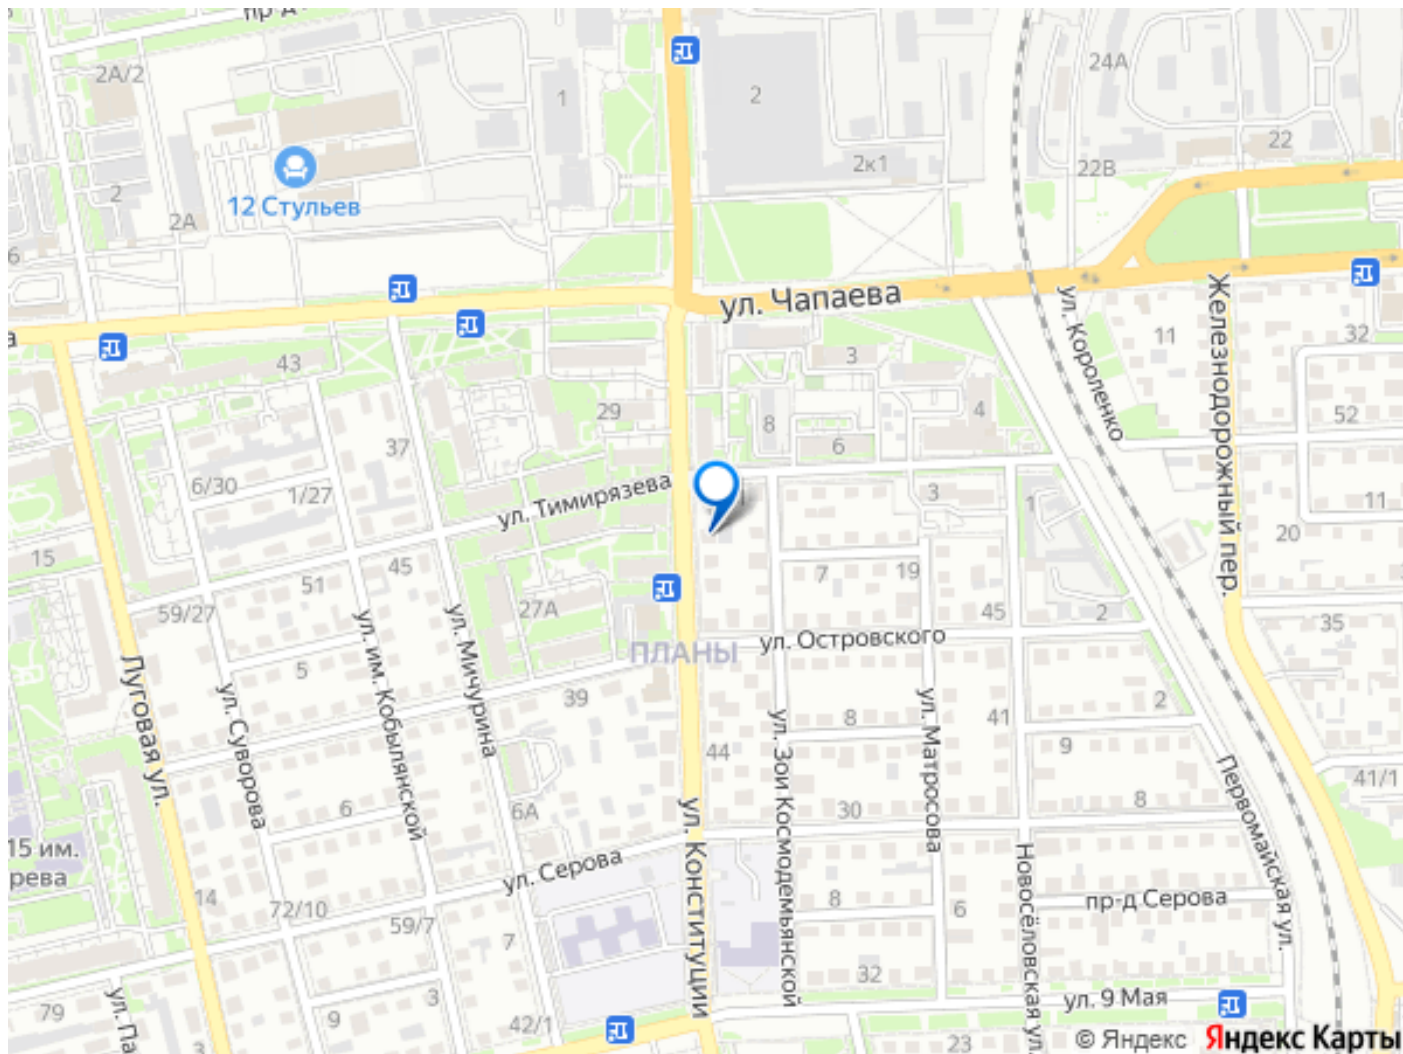 пр-д
2А/2
1
2
24А
2к1
22
22В
12 Стульев
2
2А
6
ул. Чапаева
ул. Короленко
Железнодорожный пер.
11
32
3
43
4
52
29
8
6
37
6/30
1/27
ул. Тимирязева
3
1
11
20
15
51
45
7
19
59/27
27А
45
2
35
ул. Мичурина
ул. им. Кобылянской
ул. Островского
ПЛАНЫ
5
39
Луговая ул.
ул. Суворова
2
8
41
ул. Матросова
ул. Зои Космодемьянской
44
9
Первомайская ул.
41/1
6
6А
30
8
ул. Конституции
15 им.
рева
ул. Серова
Новосёловская ул.
14
72/10
8
6
пр-д Серова
59/7
7
32
3
ул. 9 Мая
79
ул. Па
9
42/1
23
© Яндекс Яндекс Карты